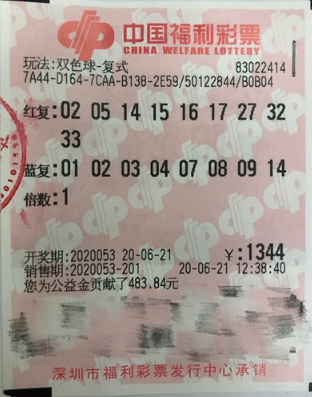 中国福利彩票
CHINA WELFARE LOTTERY
玩法:双色球-复式 83022414
7A44-D164-7CAA-B138-2E59/50122844/B0B04
红复:02 05 14 15 16 17 27 32
33
蓝复:01 02 03 04 07 08 09 14
倍数:1
开奖期:2020053 20-06-21 ¥:1344
销售期:2020053-201 20-06-21 12:38:40
您为公益金贡献了483.84元
深圳市福利彩票发行中心承销